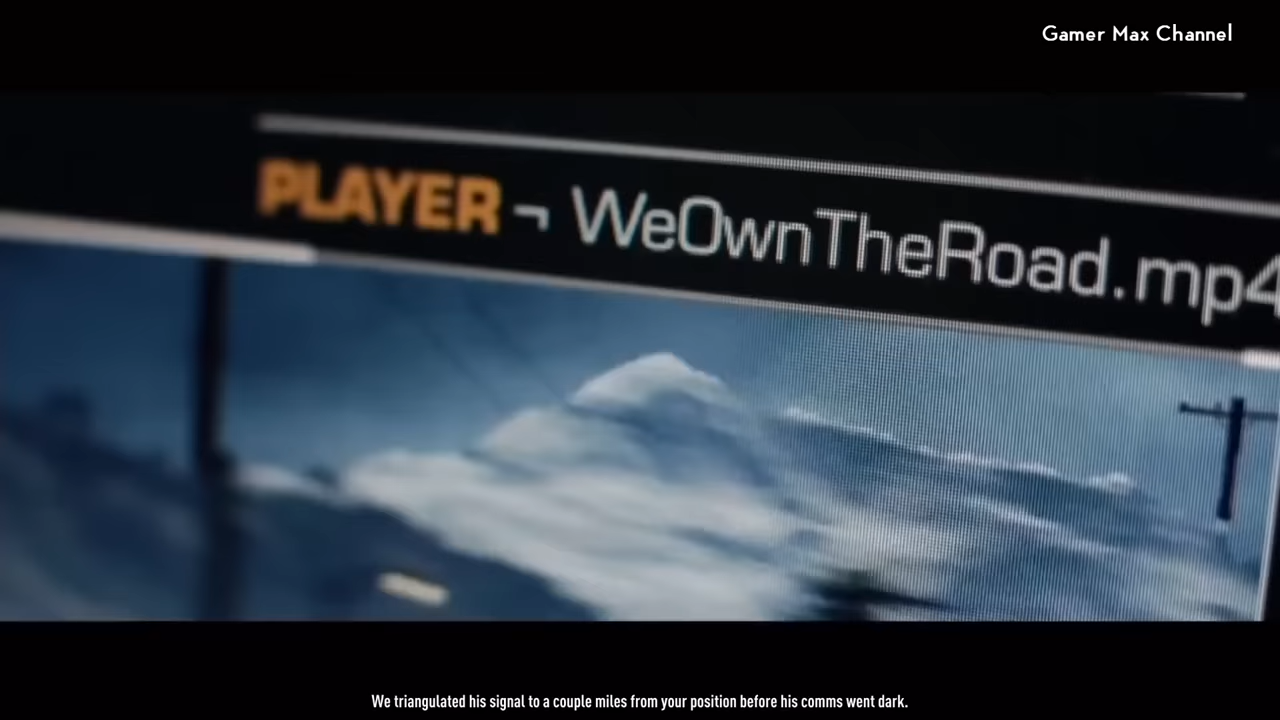 Gamer Max Channel
PLAYER ¬ WeOwnTheRoad.mp4
We triangulated his signal to a couple miles from your position before his comms went dark.